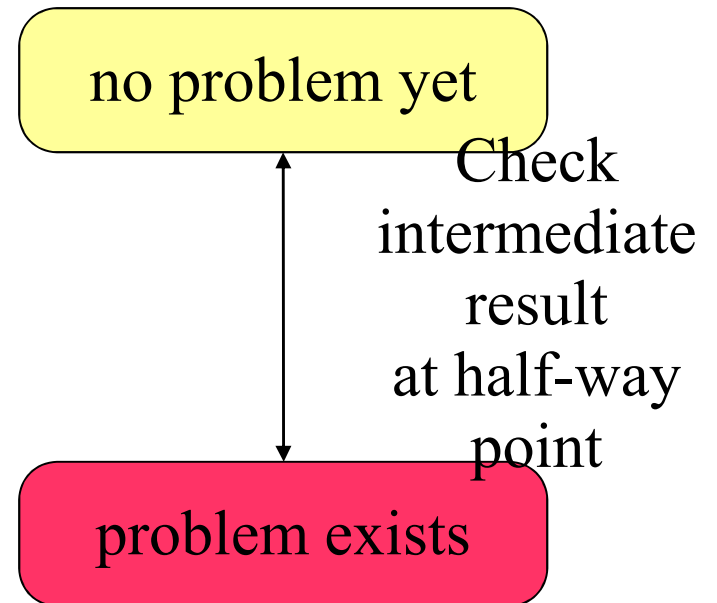 no problem yet
Check
intermediate
result
at half-way
point
problem exists